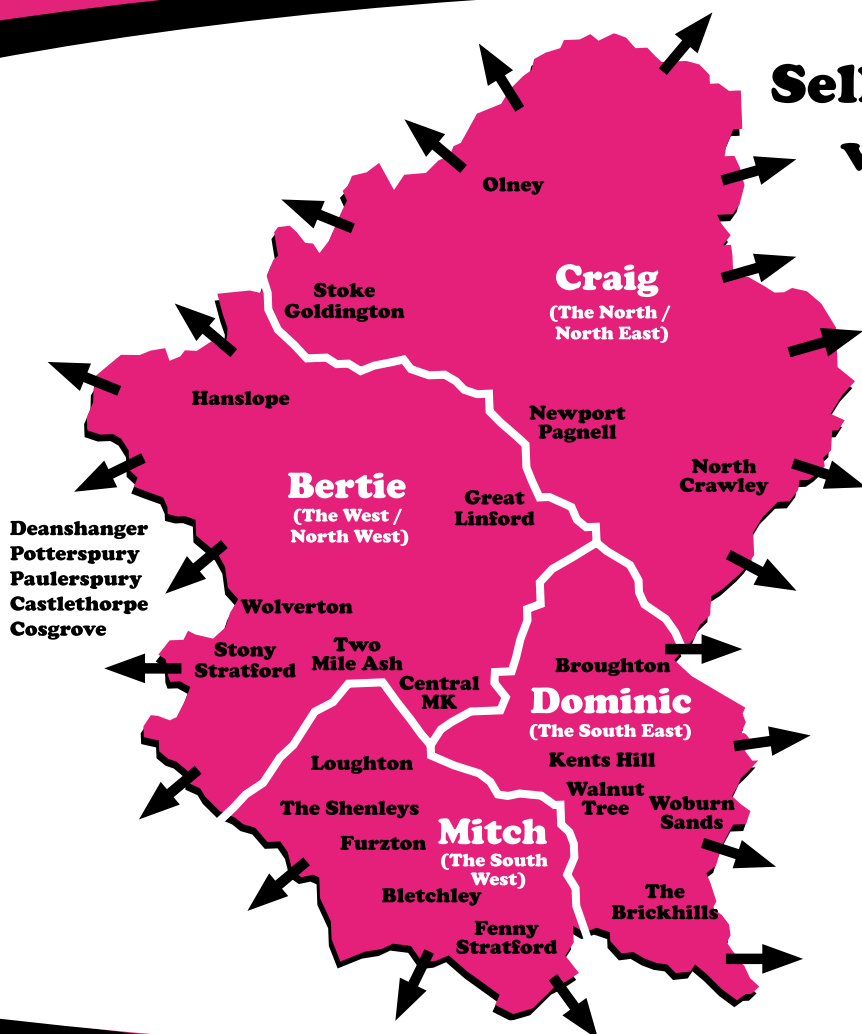 Sell
Olney
Craig
(The North /
North East)
Stoke
Goldington
Hanslope
Newport
Pagnell
North
Crawley
Bertie
(The West /
North West)
Great
Linford
Deanshanger
Potterspury
Paulerspury
Castlethorpe
Cosgrove
Wolverton
Stony
Stratford
Two
Mile Ash
Central
MK
Broughton
Dominic
(The South East)
Kents Hill
Walnut
Tree
Woburn
Sands
Loughton
The Shenleys
Furzton
Mitch
(The South
West)
Bletchley
The
Brickhills
Fenny
Stratford